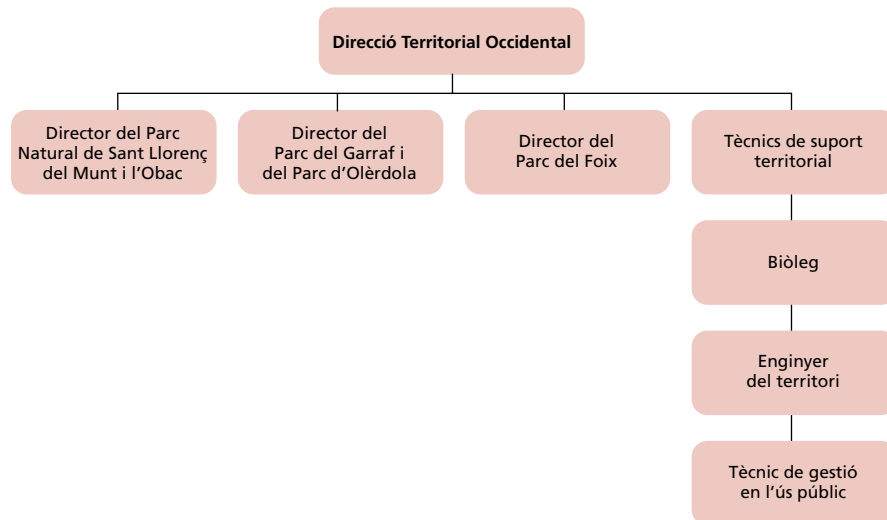 Direcció Territorial Occidental
Director del Parc
Natural de Sant Llorenç
del Munt i l'Obac
Director del
Parc del Garraf i
del Parc d'Olèrdola
Director del
Parc del Foix
Tècnics de suport
territorial
Biòleg
Enginyer
del territori
Tècnic de gestió
en l'ús públic